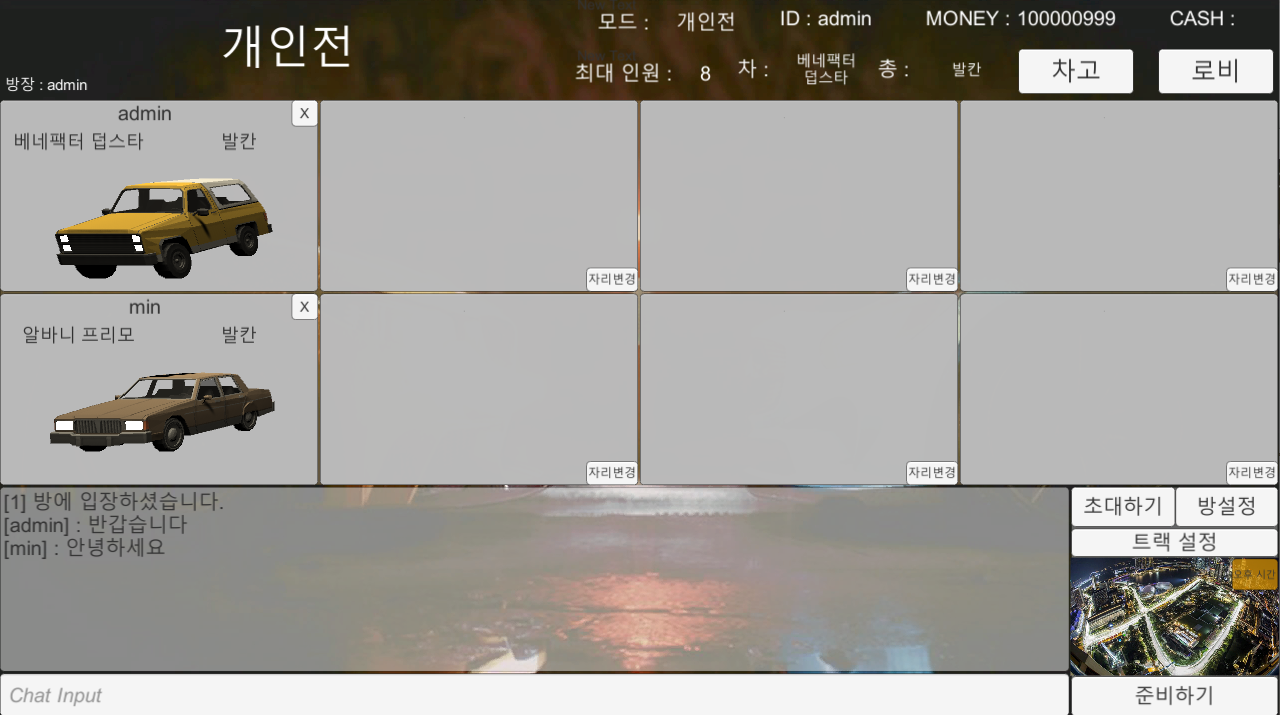 개인전
모드 : 개인전
ID : admin
MONEY : 100000999
CASH :
방장 : admin
최대 인원 : 8
차 : 베네팩터
덥스타
총 : 발칸
차고
로비
admin
X
베네팩터 덥스타
발칸
자리변경
자리변경
자리변경
min
X
알바니 프리모
발칸
자리변경
자리변경
자리변경
[1] 방에 입장하셨습니다.
[admin] : 반갑습니다
[min] : 안녕하세요
초대하기
방설정
트랙 설정
오후 시간
Chat Input
준비하기